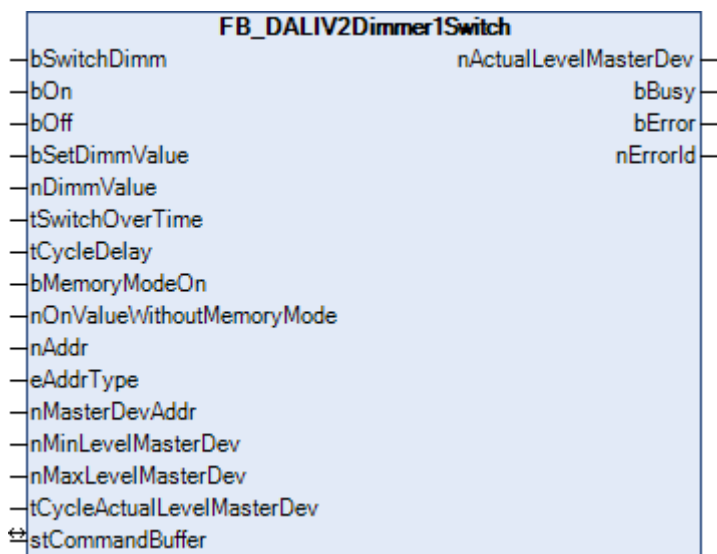 FB_DALIV2Dimmer1Switch
bSwitchDimm nActualLevelMasterDev
bOn bBusy
bOff bError
bSetDimmValue nErrorId
nDimmValue
tSwitchOverTime
tCycleDelay
bMemoryModeOn
nOnValueWithoutMemoryMode
nAddr
eAddrType
nMasterDevAddr
nMinLevelMasterDev
nMaxLevelMasterDev
tCycleActualLevelMasterDev
stCommandBuffer